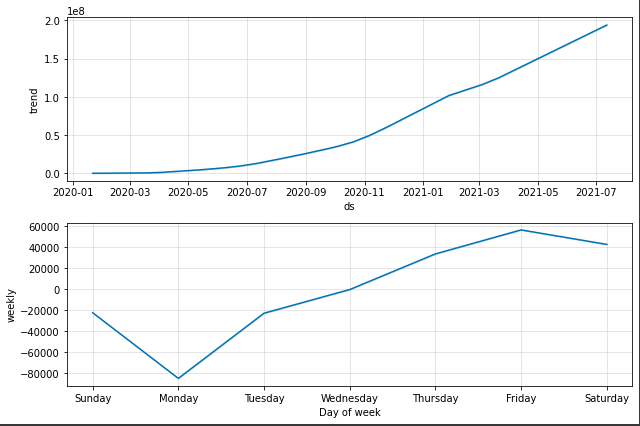 1e8
2.0
1.5
1.0
0.5
0.0
trend
2020-01 2020-03 2020-05 2020-07 2020-09 2020-11 2021-01 2021-03 2021-05 2021-07
ds
60000
40000
20000
0
−20000
−40000
−60000
−80000
weekly
Sunday Monday Tuesday Wednesday Thursday Friday Saturday
Day of week